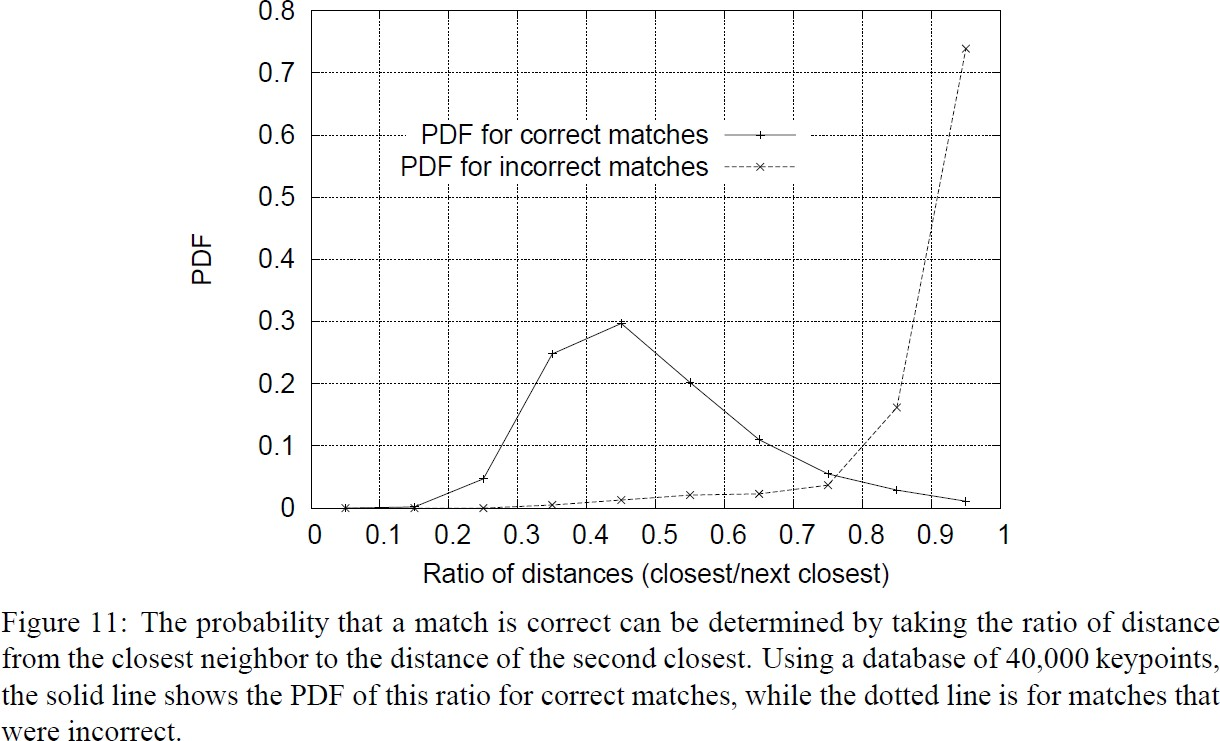 0.8
0.7
0.6
0.5
0.4
0.3
0.2
0.1
0
PDF
PDF for correct matches
PDF for incorrect matches
0 0.1 0.2 0.3 0.4 0.5 0.6 0.7 0.8 0.9 1
Ratio of distances (closest/next closest)
Figure 11: The probability that a match is correct can be determined by taking the ratio of distance
from the closest neighbor to the distance of the second closest. Using a database of 40,000 keypoints,
the solid line shows the PDF of this ratio for correct matches, while the dotted line is for matches that
were incorrect.